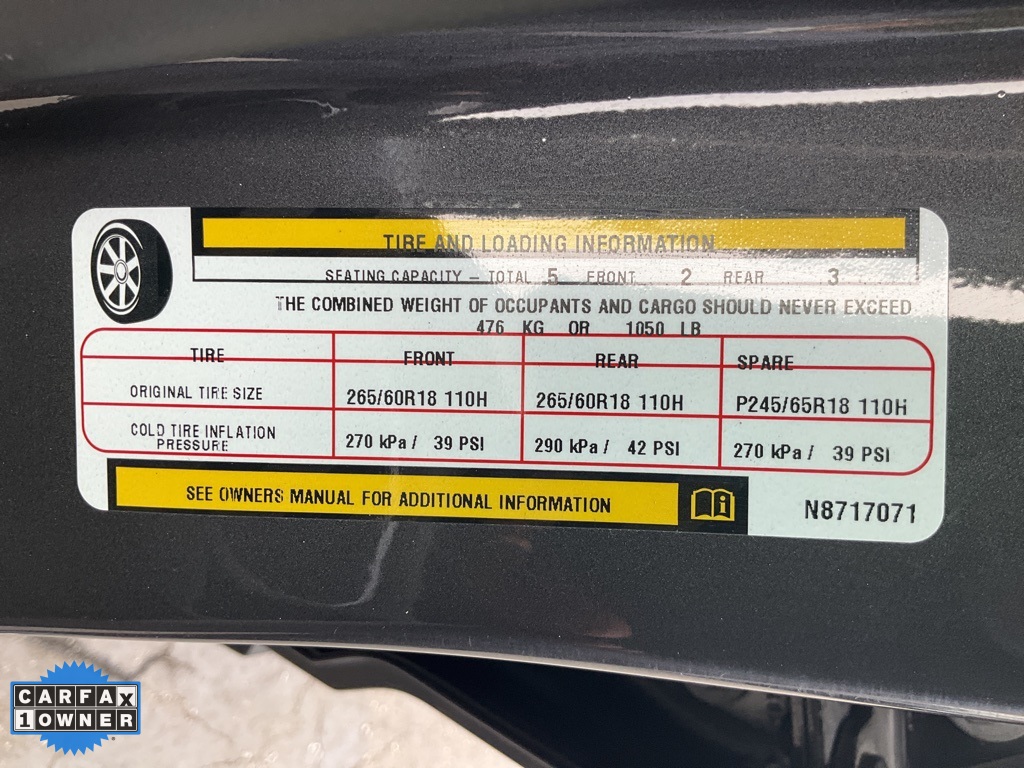 TIRE AND LOADING INFORMATION
SEATING CAPACITY – TOTAL 5 FRONT 2 REAR 3
THE COMBINED WEIGHT OF OCCUPANTS AND CARGO SHOULD NEVER EXCEED
476 KG OR 1050 LB
TIRE FRONT REAR SPARE
ORIGINAL TIRE SIZE 265/60R18 110H 265/60R18 110H P245/65R18 110H
COLD TIRE INFLATION
PRESSURE 270 kPa / 39 PSI 290 kPa / 42 PSI 270 kPa / 39 PSI
SEE OWNERS MANUAL FOR ADDITIONAL INFORMATION
N8717071
CARFAX
1 OWNER